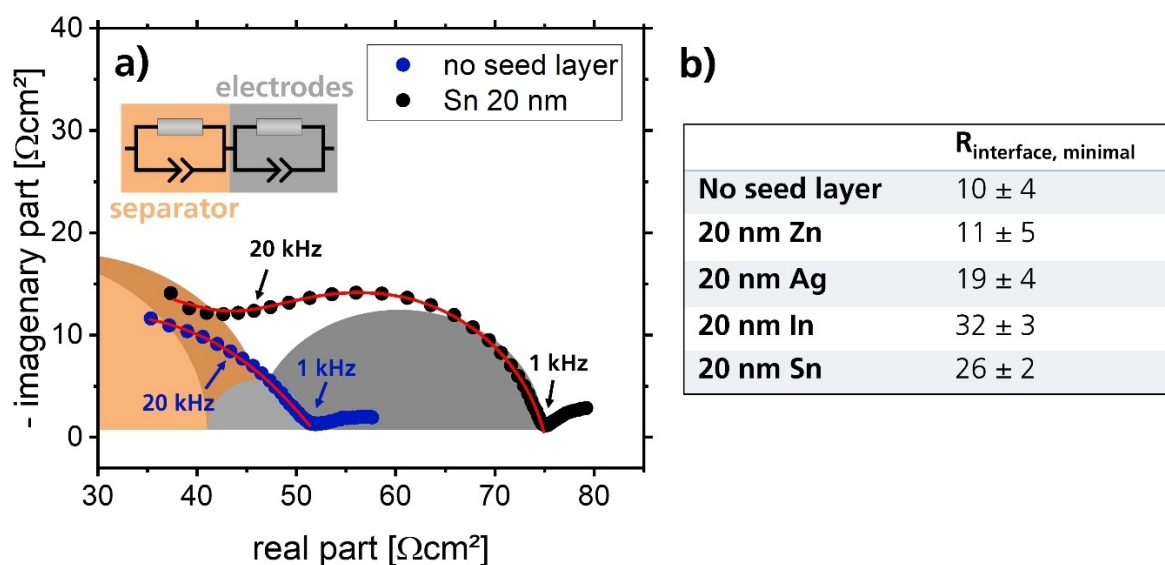 a)
no seed layer
Sn 20 nm
electrodes
separator
20 kHz
20 kHz
1 kHz
1 kHz
- imagenary part [Ωcm²]
40
30
20
10
0
30
40
50
60
70
80
real part [Ωcm²]
b)
R interface, minimal
No seed layer 10 ± 4
20 nm Zn 11 ± 5
20 nm Ag 19 ± 4
20 nm In 32 ± 3
20 nm Sn 26 ± 2